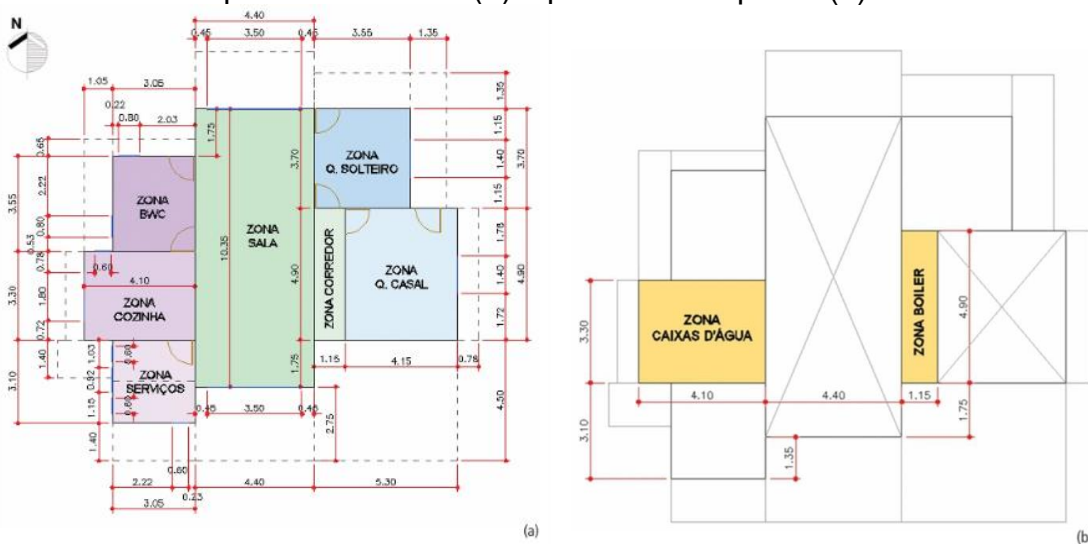 N
4.40
0.45 3.50 0.45 3.55 1.35
1.05 3.05
0.22
0.80 2.03
1.75
1.35
1.15
1.40
1.15
3.70
3.70
0.65
2.22
3.55
0.80
0.53
0.78
ZONA
Q. SOLTEIRO
ZONA
BWC
ZONA
SALA
10.35
ZONA CORREDOR
ZONA
Q. CASAL
4.90
1.78
1.40
1.72
4.90
0.60
4.10
ZONA
COZINHA
3.30
1.80
0.72
1.40
1.03
0.60
ZONA
SERVIÇOS
3.10
1.15
0.60
1.40
1.75
1.15 4.15 0.78
0.45 3.50 0.45
2.75
4.50
0.60
2.22 0.23
3.05
4.40 5.30
(a)
ZONA
CAIXAS D'ÁGUA
ZONA BOILER
3.30
4.90
4.10 4.40 1.15
1.75
3.10
1.35
(b)